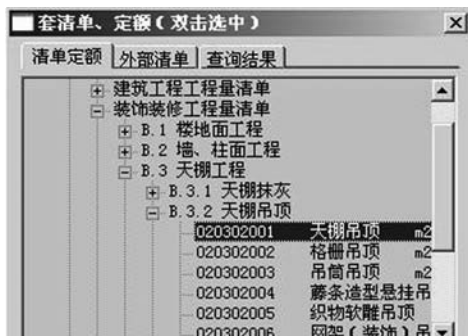 套清单、定额(双击选中)
清单定额 外部清单 查询结果
建筑工程工程量清单
装饰装修工程量清单
B.1 楼地面工程
B.2 墙、柱面工程
B.3 天棚工程
B.3.1 天棚抹灰
B.3.2 天棚吊顶
020302001 天棚吊顶 m2
020302002 格栅吊顶 m2
020302003 吊筒吊顶 m2
020302004 藤条造型悬挂吊
020302005 织物软雕吊顶
020302006 网架(装饰)吊